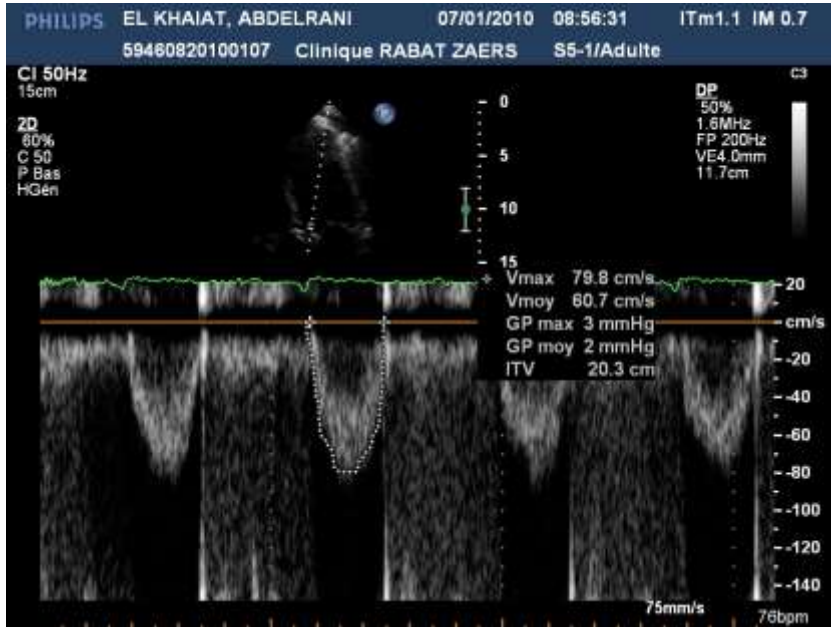 PHILIPS EL KHAIAT, ABDELRANI 07/01/2010 08:56:31 ITm1.1 IM 0.7
59460820100107 Clinique RABAT ZAERS S5-1/Adulte
CI 50Hz
15cm
2D
60%
C 50
P Bas
HGén
C3
DP
50%
1.6MHz
FP 200Hz
VE4.0mm
11.7cm
P
0
5
10
15
Vmax 79.8 cm/s
Vmoy 60.7 cm/s
GP max 3 mmHg
GP moy 2 mmHg
ITV 20.3 cm
20
cm/s
-20
-40
-60
-80
-100
-120
-140
75mm/s
76bpm